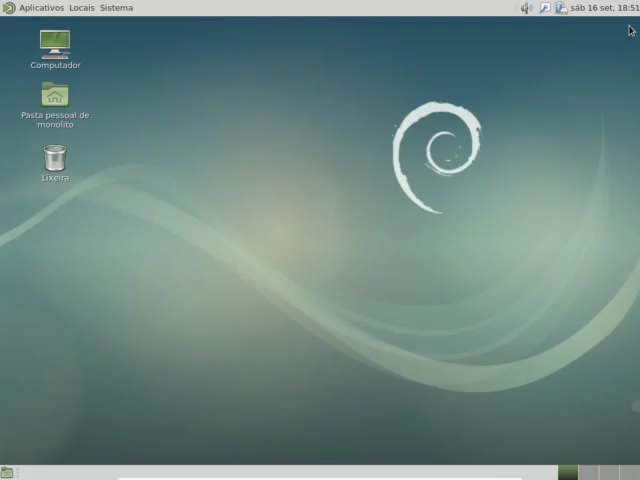 Aplicativos Locais Sistema
sáb 16 set, 18:51
Computador
Pasta pessoal de
monolito
Lixeira